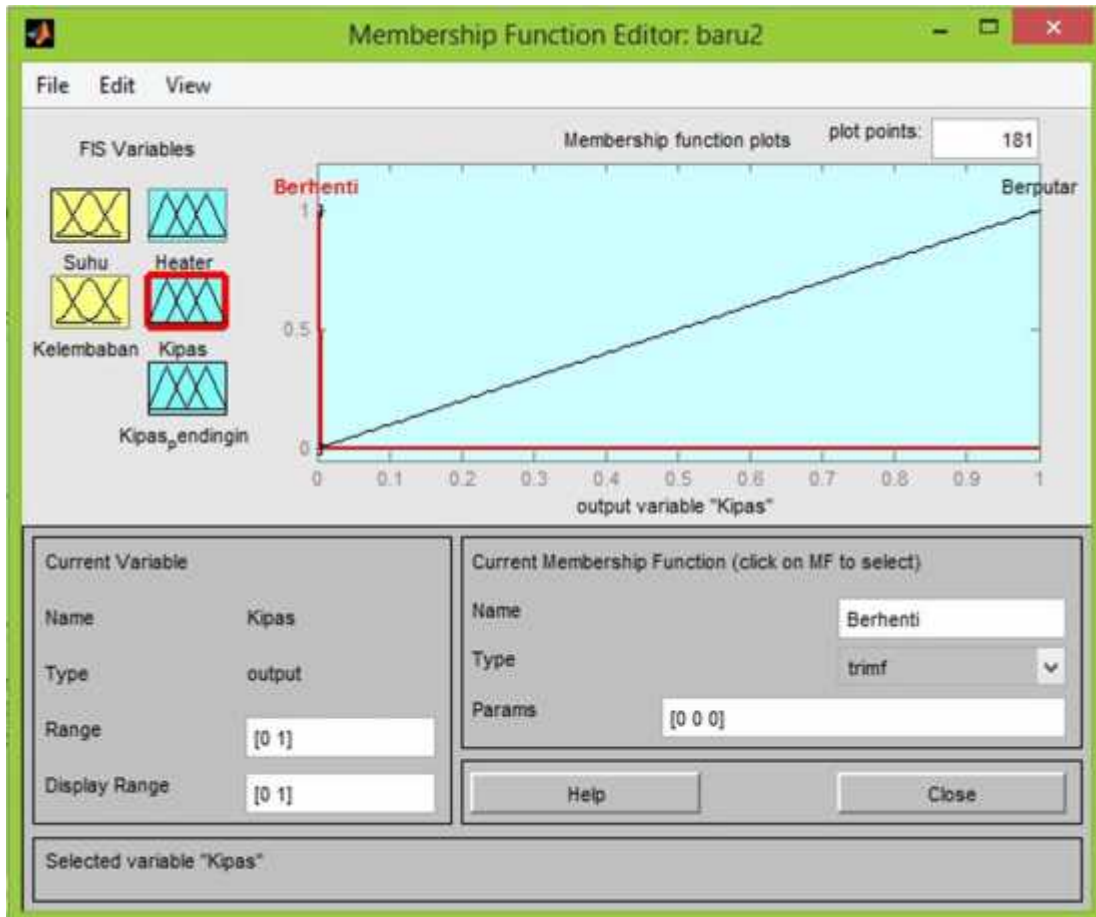 Membership Function Editor: baru2
File Edit View
FIS Variables
Membership function plots
plot points:
181
Suhu
Heater
Kelembaban
Kipas
Kipas_pendingin
Berhenti
Berputar
1
0.5
0
0 0.1 0.2 0.3 0.4 0.5 0.6 0.7 0.8 0.9 1
output variable "Kipas"
Current Variable
Name Kipas
Type output
Range [0 1]
Display Range [0 1]
Current Membership Function (click on MF to select)
Name Berhenti
Type trimf
Params [0 0 0]
Help
Close
Selected variable "Kipas"